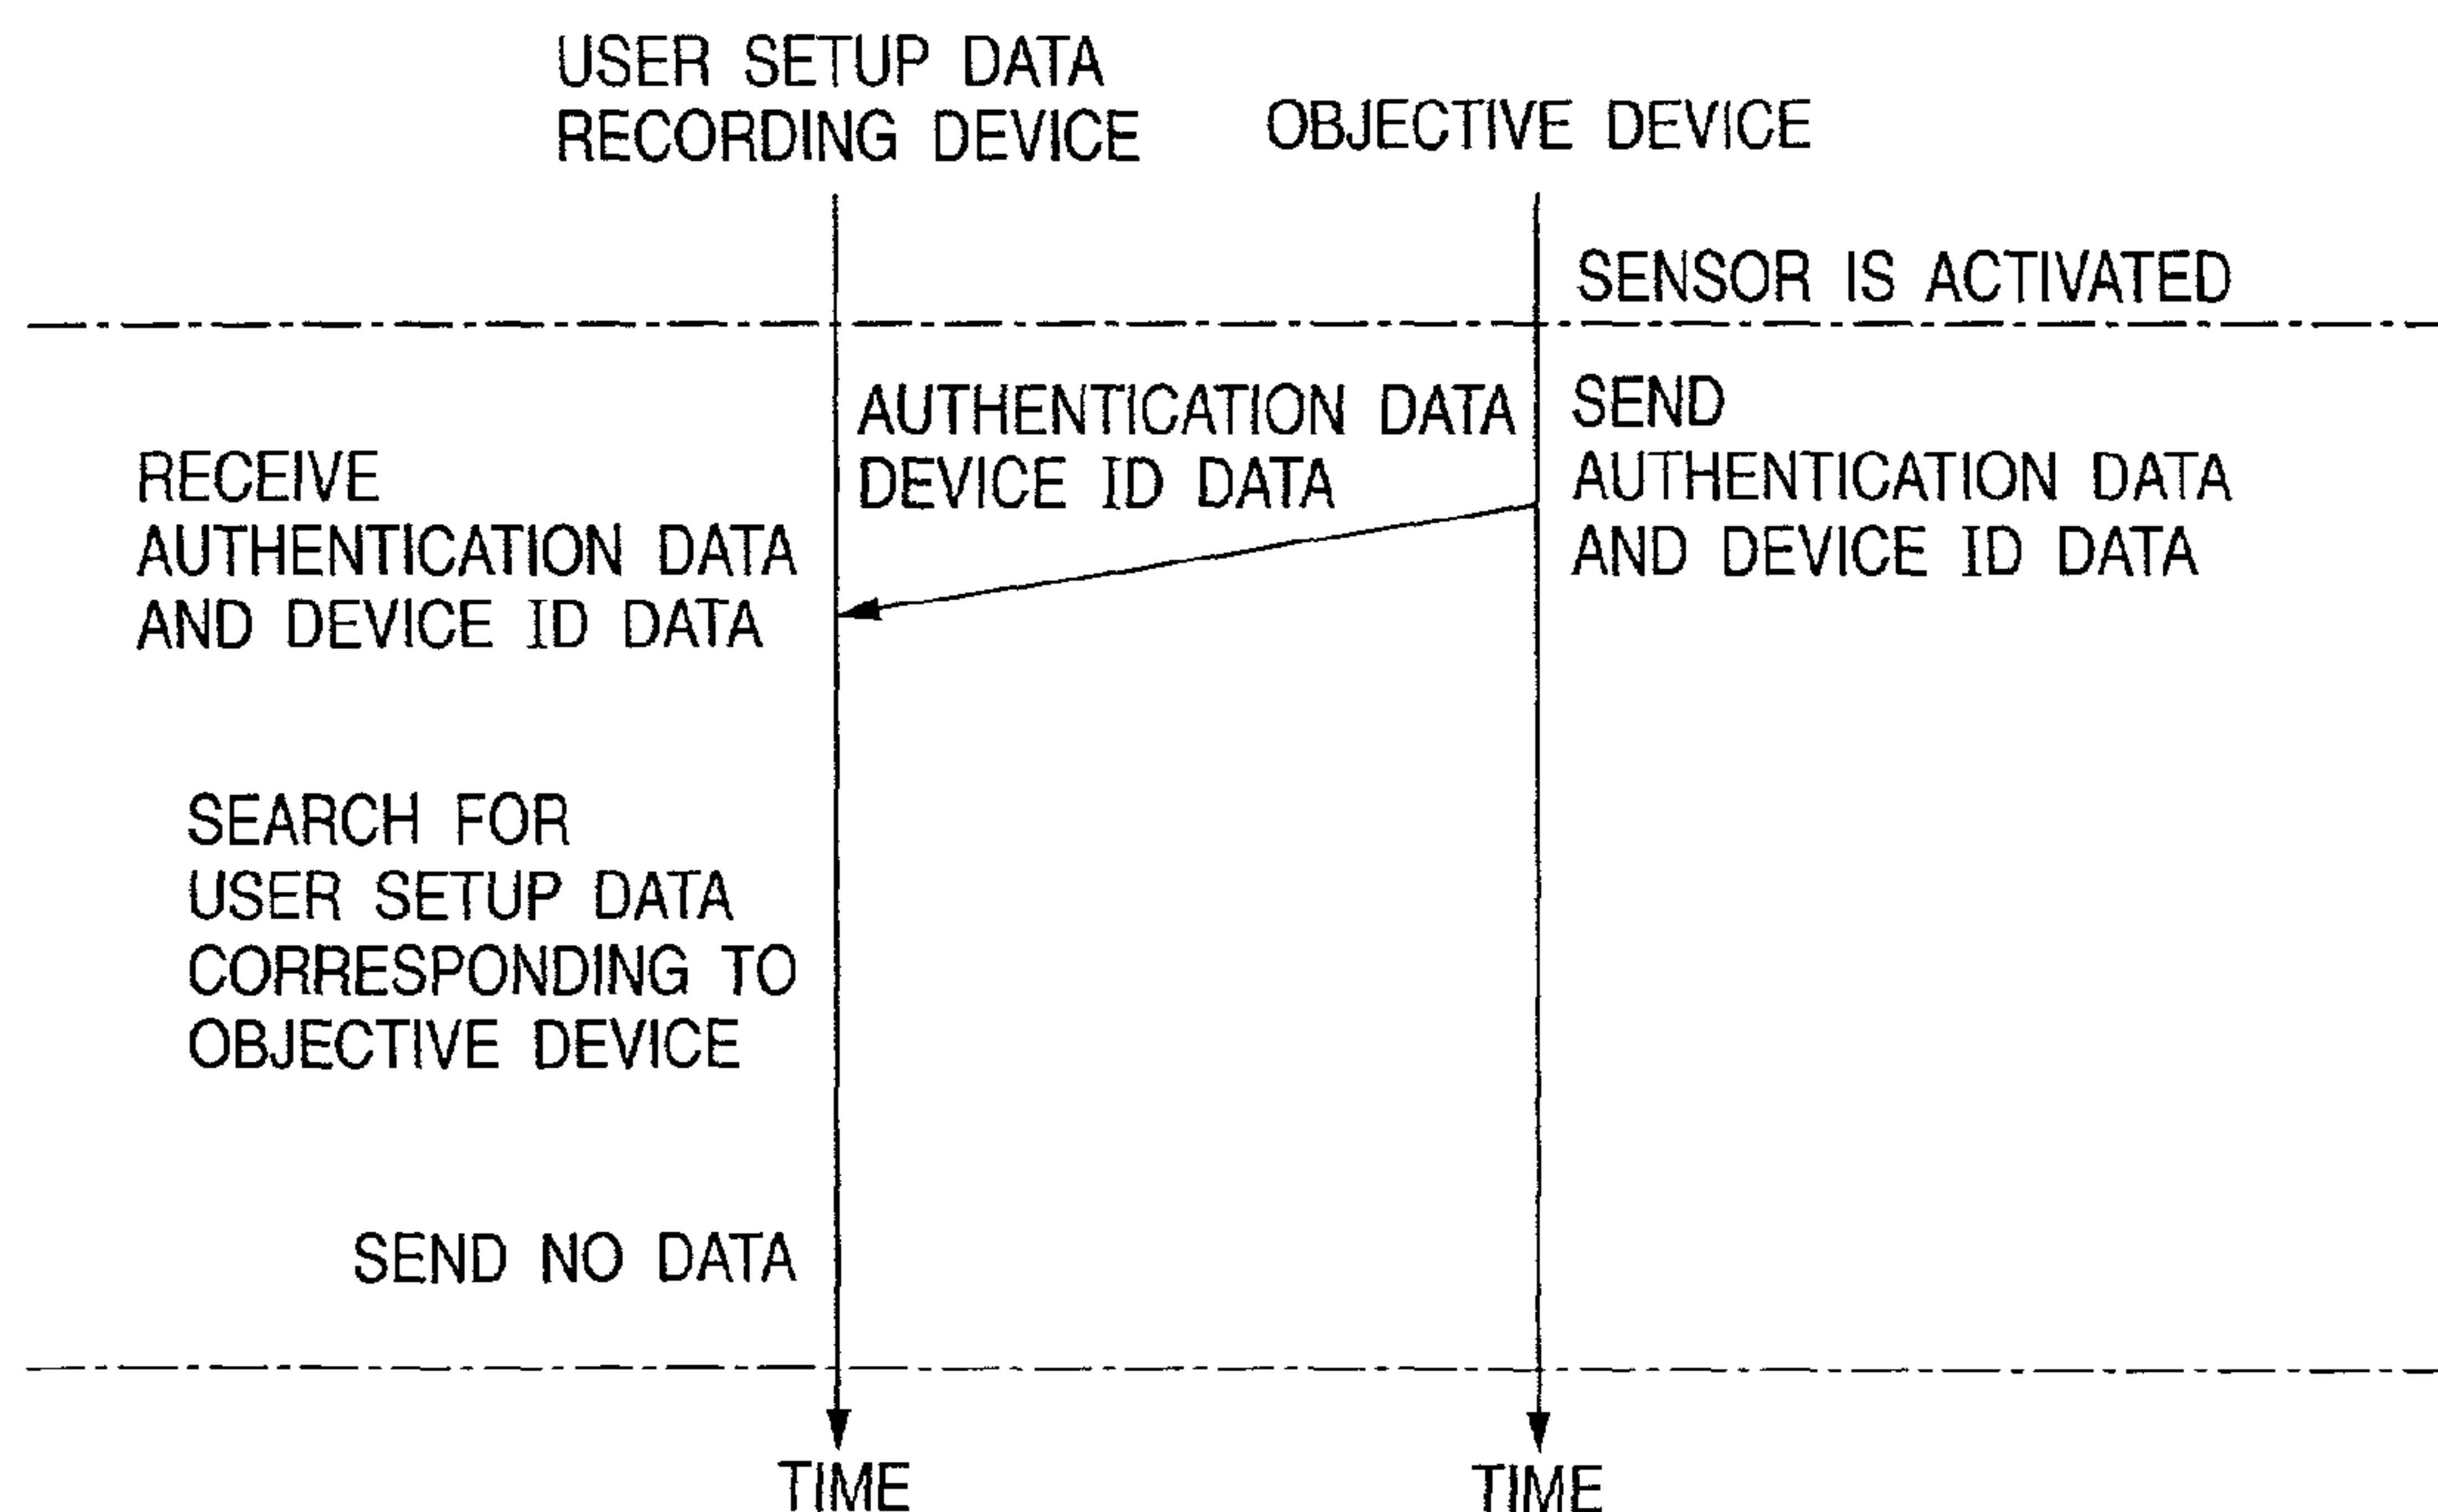 USER SETUP DATA
RECORDING DEVICE
OBJECTIVE DEVICE
SENSOR IS ACTIVATED
AUTHENTICATION DATA
DEVICE ID DATA
SEND
AUTHENTICATION DATA
AND DEVICE ID DATA
RECEIVE
AUTHENTICATION DATA
AND DEVICE ID DATA
SEARCH FOR
USER SETUP DATA
CORRESPONDING TO
OBJECTIVE DEVICE
SEND NO DATA
TIME
TIME